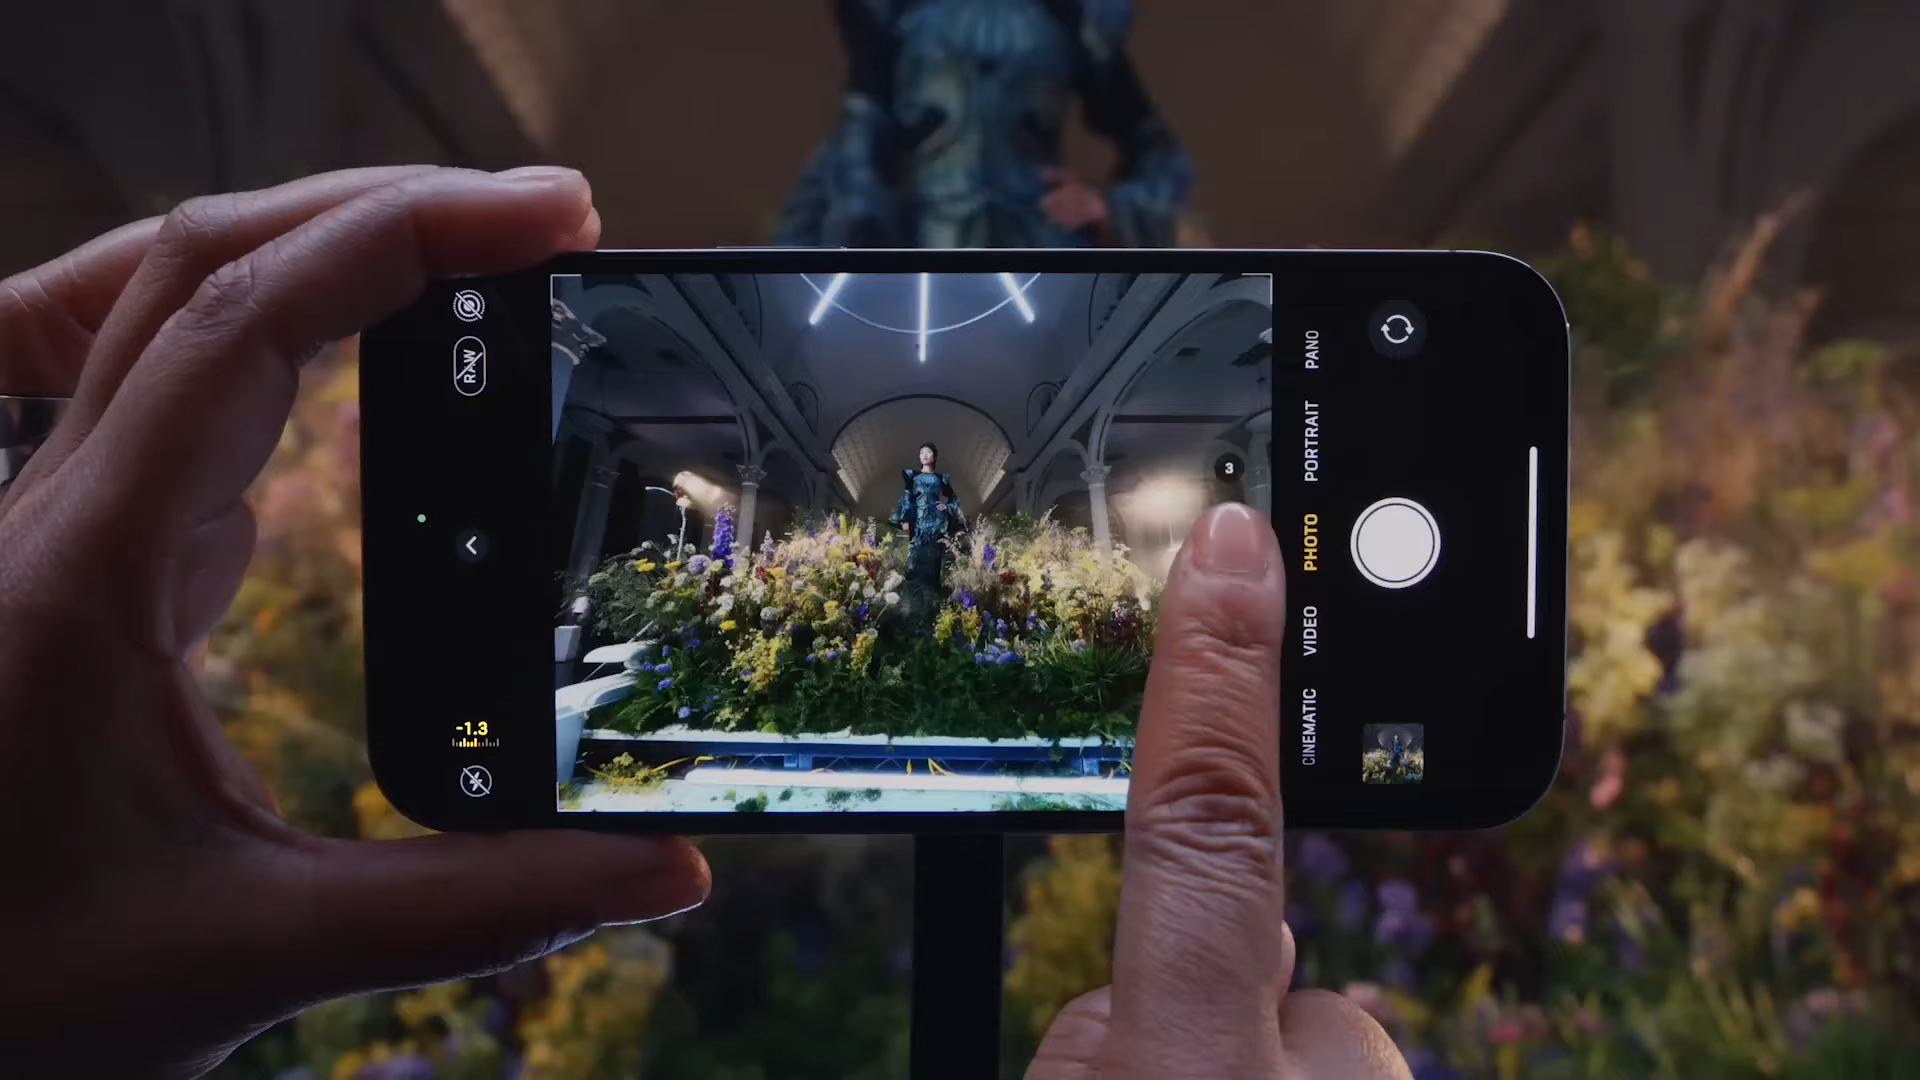 RAW
-1.3
3
PANO
PORTRAIT
PHOTO
VIDEO
CINEMATIC